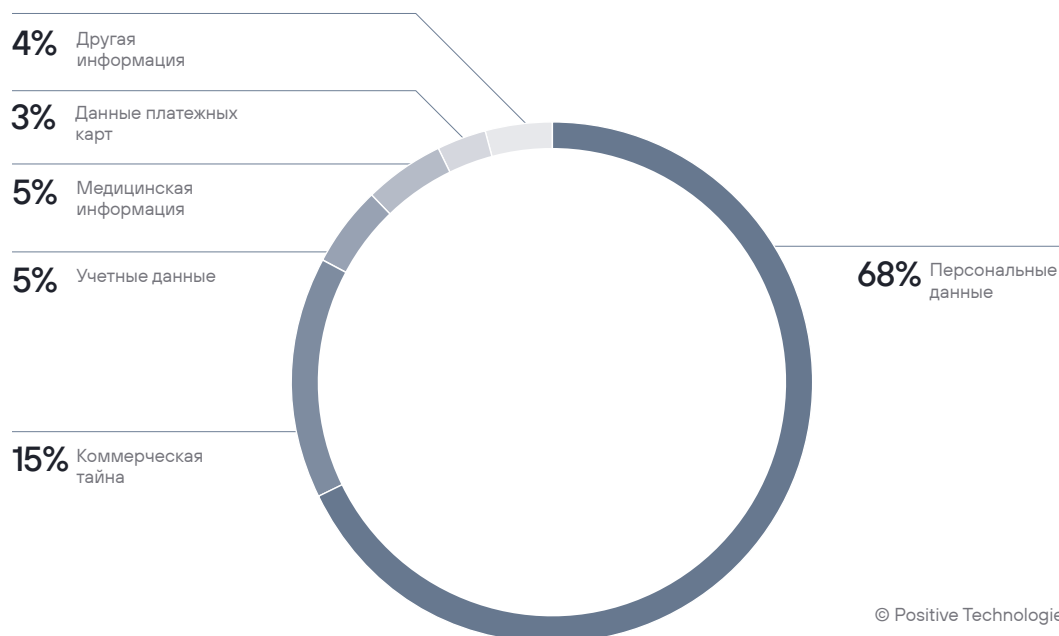 4% Другая
информация
3% Данные платежных
карт
5% Медицинская
информация
5% Учетные данные
15% Коммерческая
тайна
68% Персональные
данные
© Positive Technologie